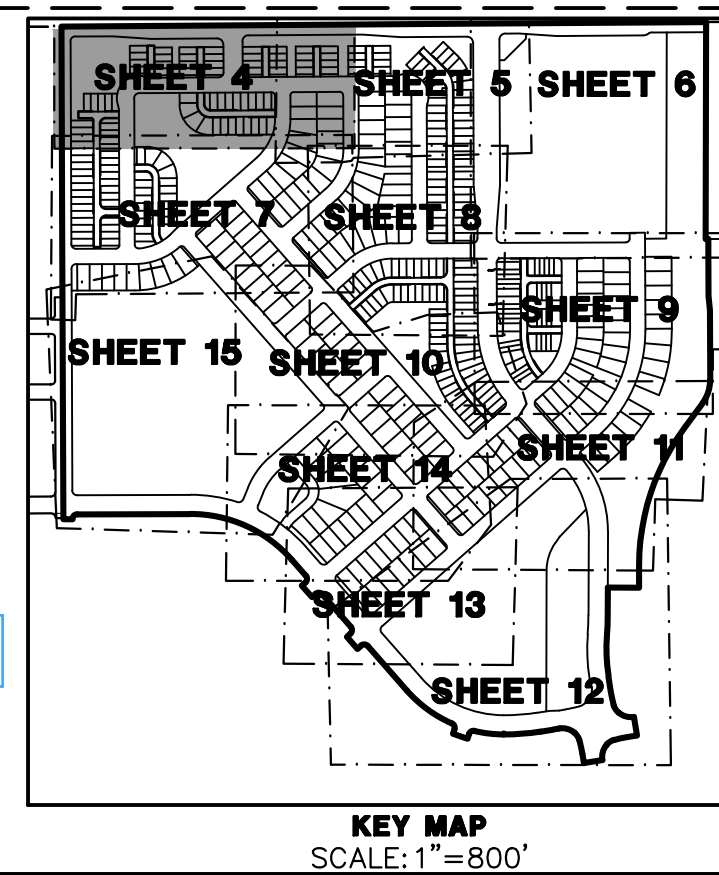 SHEET 4
SHEET 5
SHEET 6
SHEET 7
SHEET 8
SHEET 9
SHEET 15
SHEET 10
SHEET 11
SHEET 14
SHEET 13
SHEET 12
KEY MAP
SCALE: 1"=800'